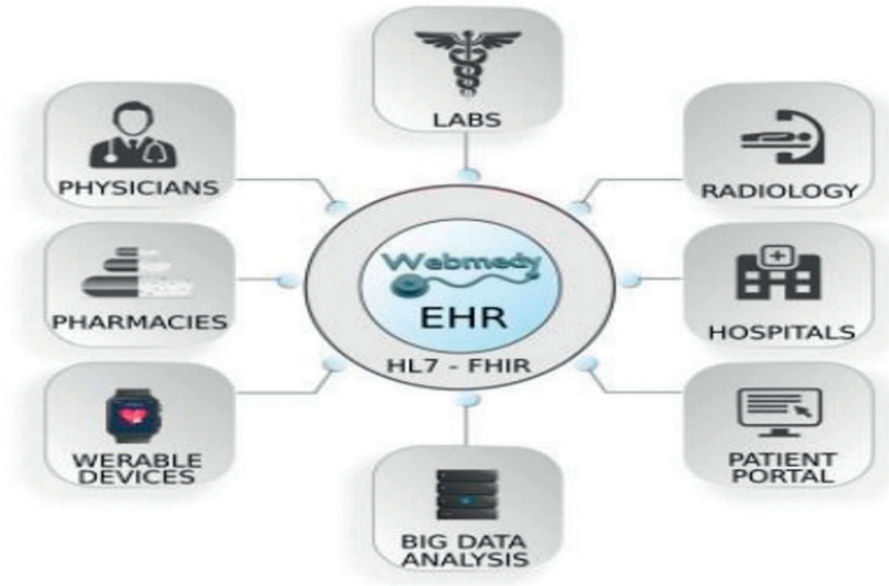 LABS
PHYSICIANS
RADIOLOGY
Webmedy
EHR
HL7 - FHIR
PHARMACIES
HOSPITALS
WERABLE
DEVICES
PATIENT
PORTAL
BIG DATA
ANALYSIS